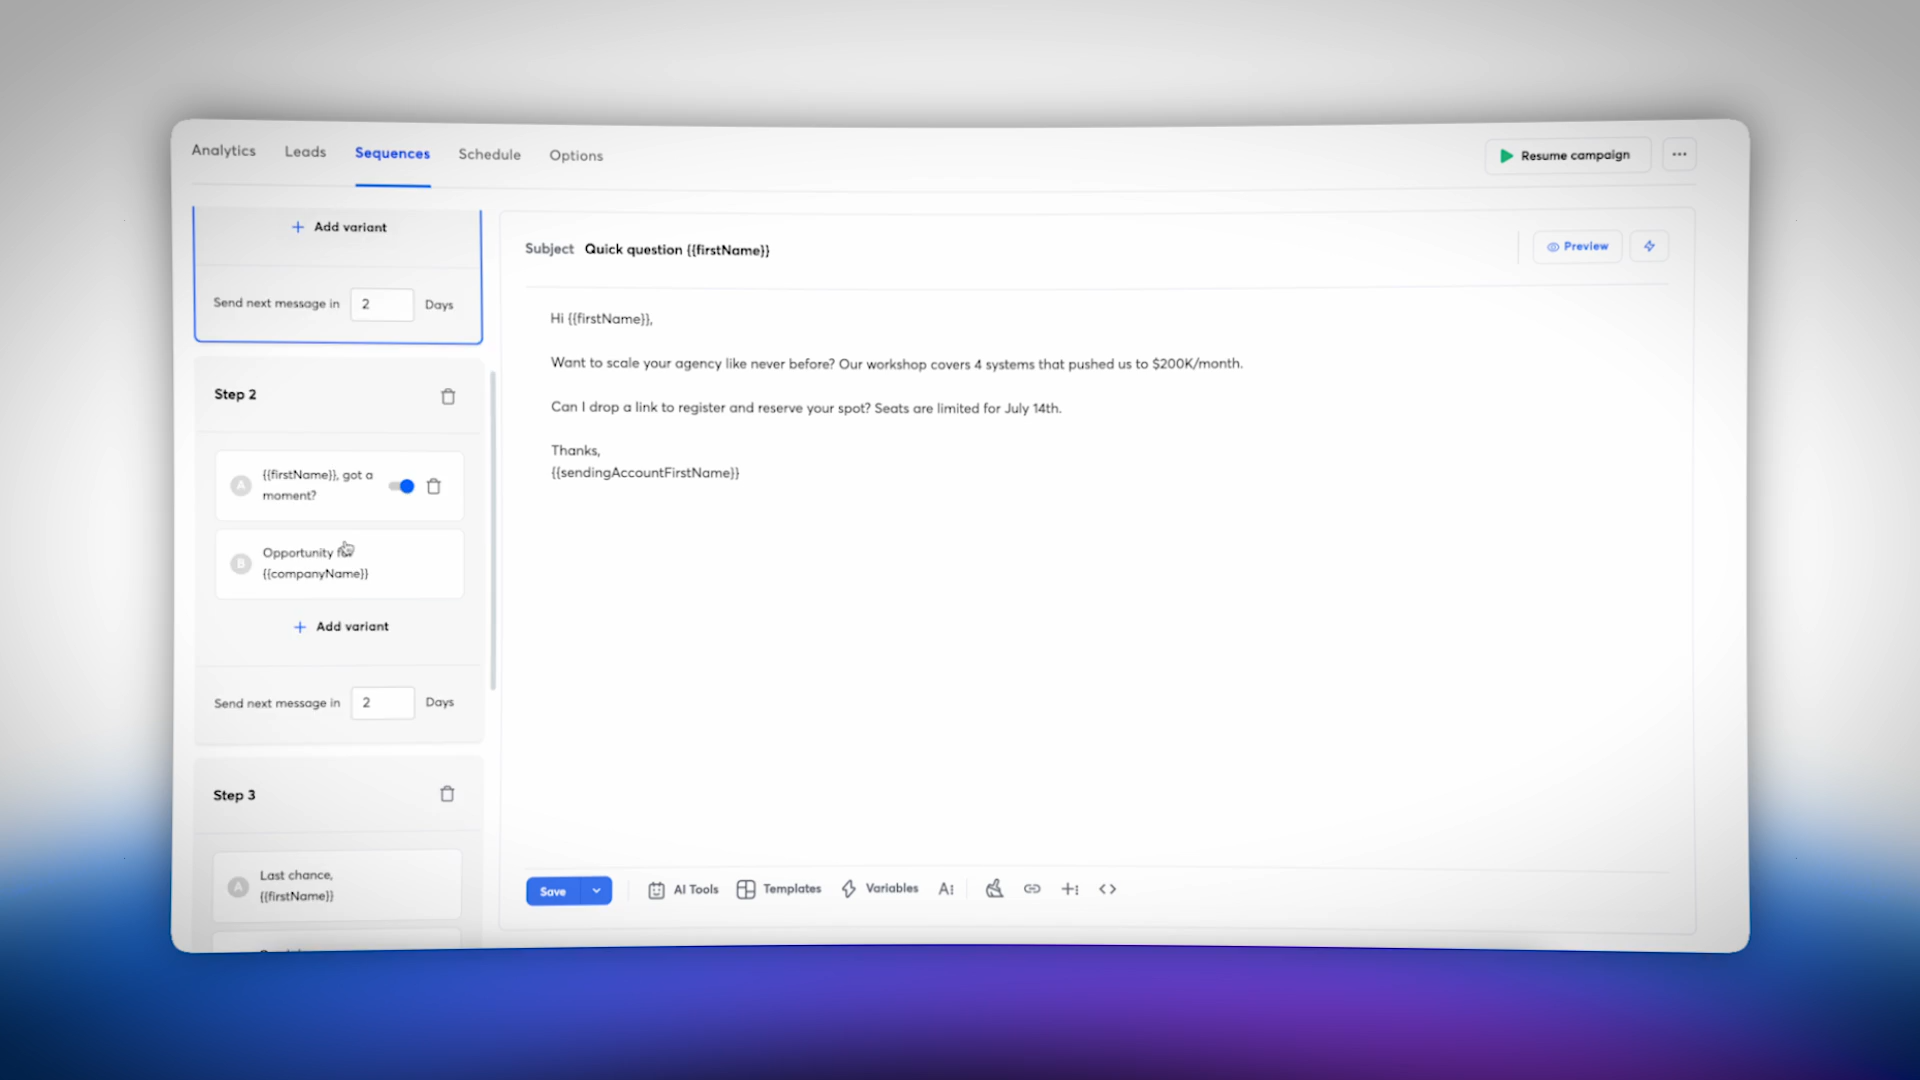 Analytics
Leads
Sequences
Schedule
Options
Resume campaign
+ Add variant
Send next message in 2 Days
Step 2
A
{{firstName}}, got a
moment?
B
Opportunity
{{companyName}}
+ Add variant
Send next message in 2 Days
Step 3
A
Last chance,
{{firstName}}
Subject Quick question {{firstName}}
Preview
Hi {{firstName}},
Want to scale your agency like never before? Our workshop covers 4 systems that pushed us to $200K/month.
Can I drop a link to register and reserve your spot? Seats are limited for July 14th.
Thanks,
{{sendingAccountFirstName}}
Save
AI Tools
Templates
Variables